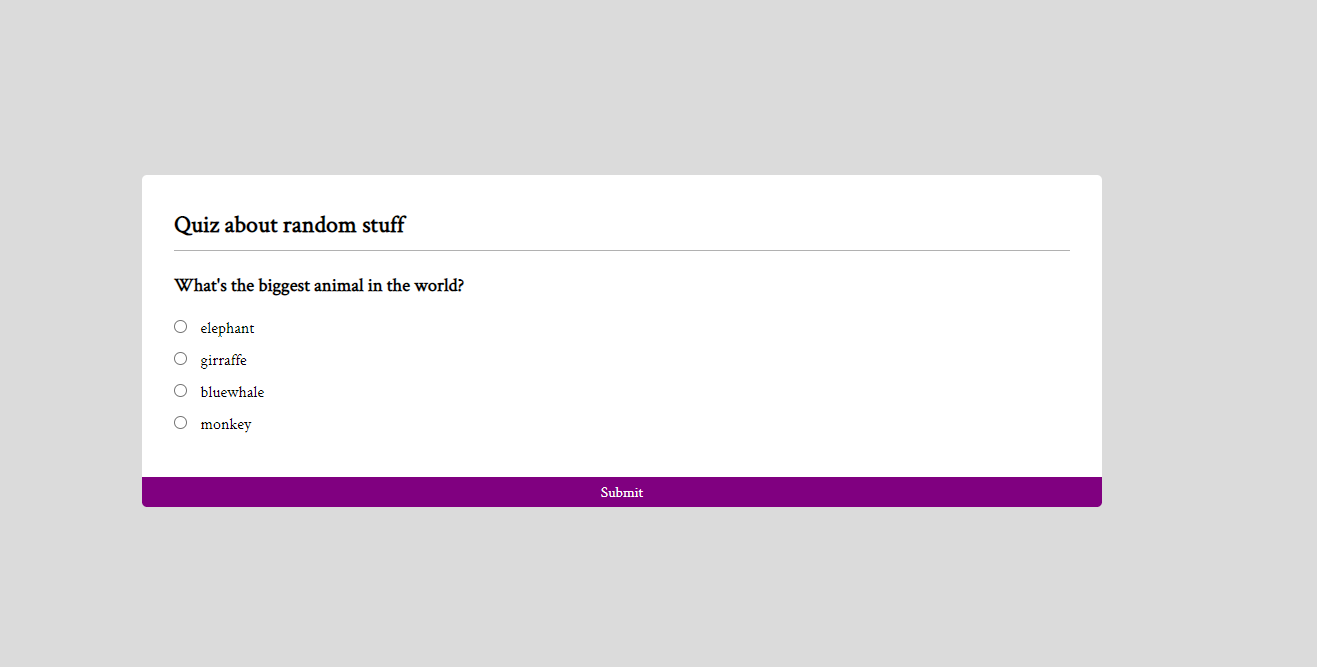 Quiz about random stuff
What's the biggest animal in the world?
elephant
girraffe
bluewhale
monkey
Submit